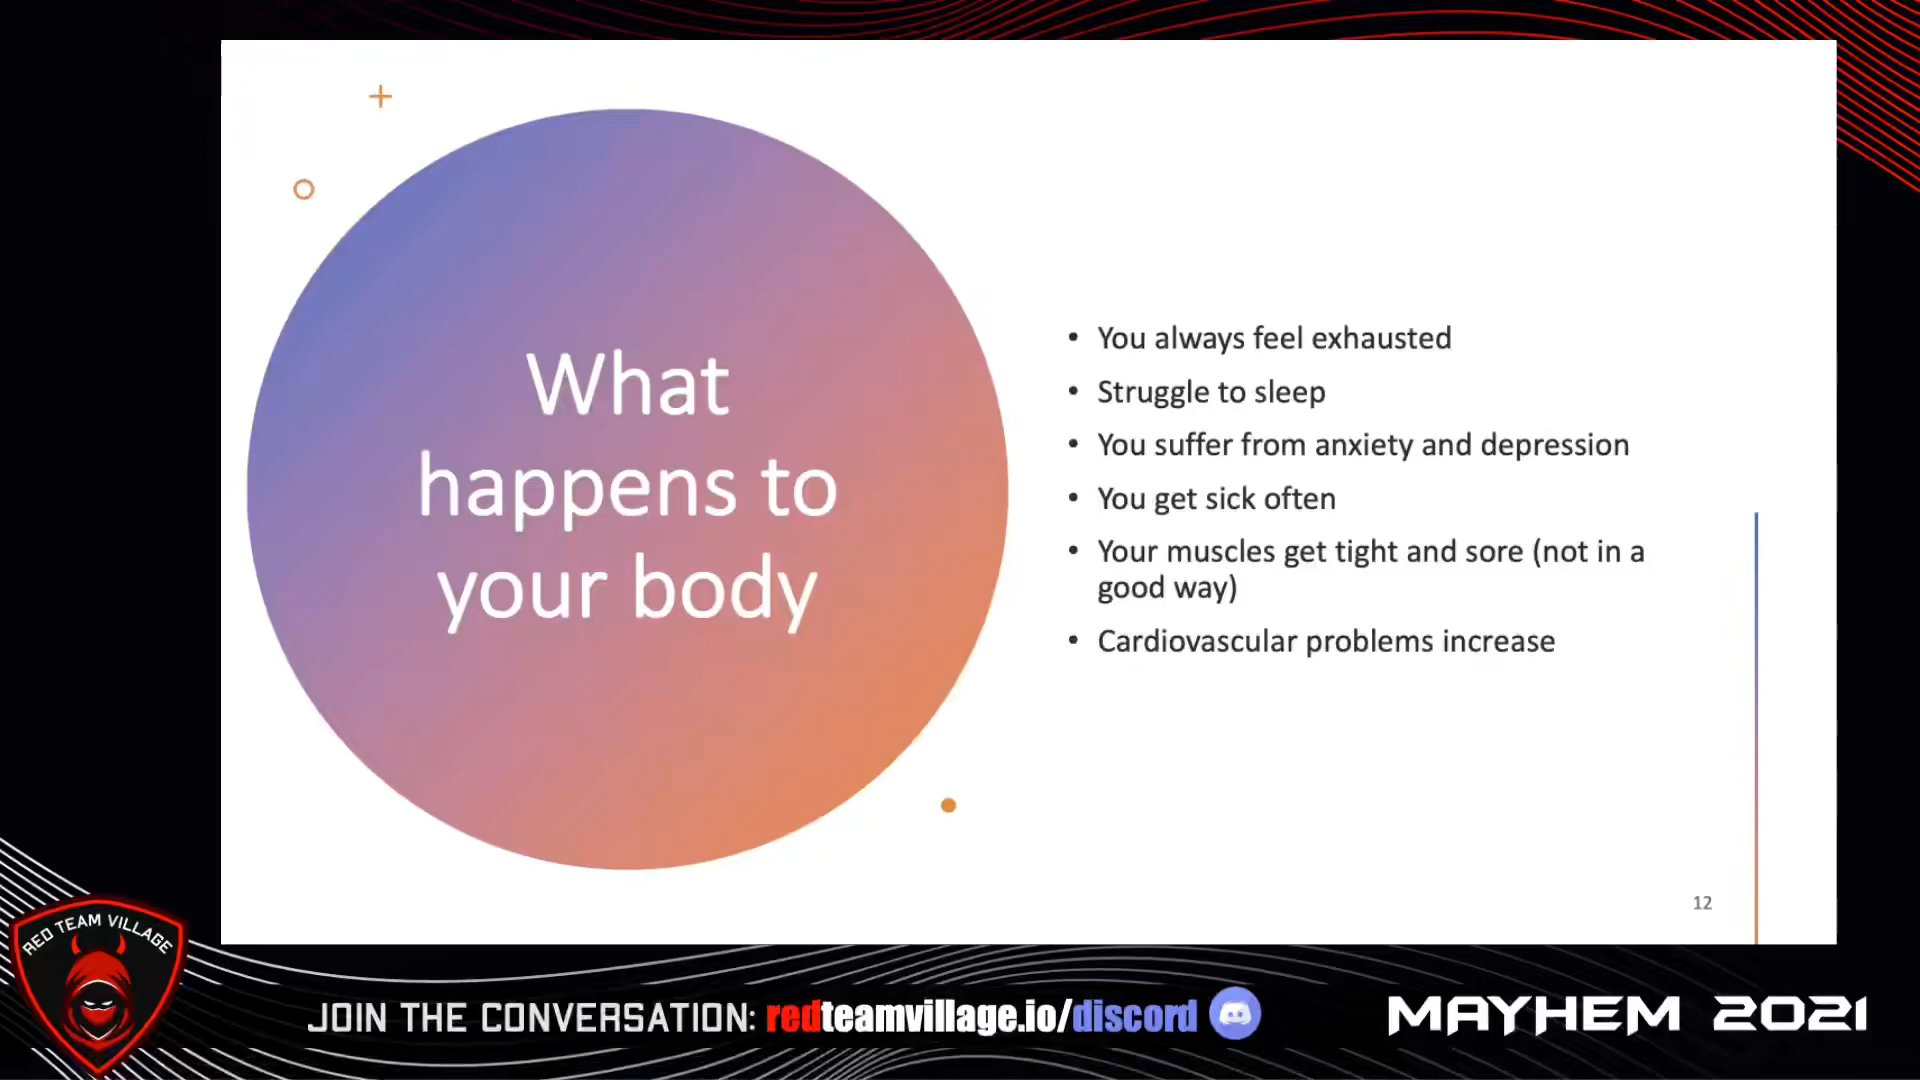 What
happens to
your body
• You always feel exhausted
• Struggle to sleep
• You suffer from anxiety and depression
• You get sick often
• Your muscles get tight and sore (not in a
good way)
• Cardiovascular problems increase
12
RED TEAM VILLAGE
JOIN THE CONVERSATION: redteamvillage.io/discord
MAYHEM 2021